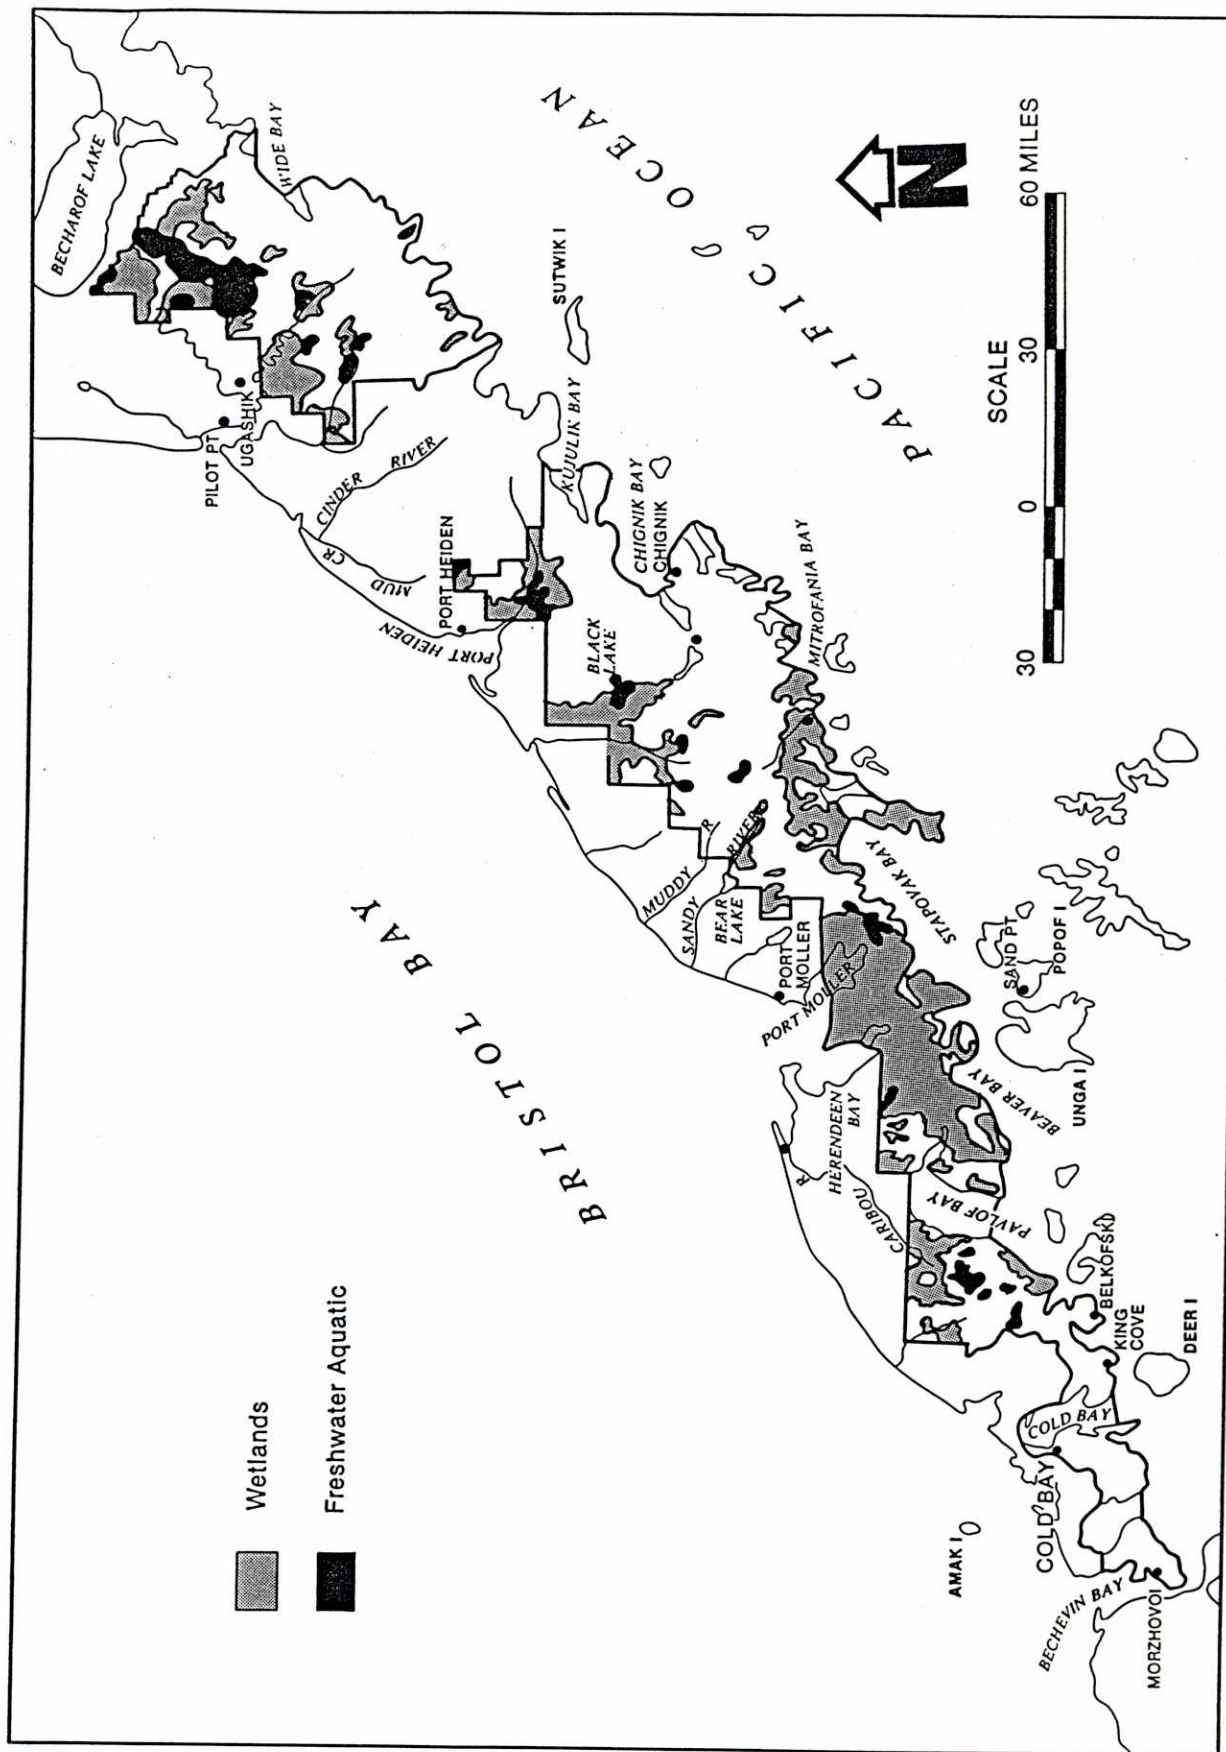 Wetlands
Freshwater Aquatic
BRISTOL BAY
PACIFIC OCEAN
N
SCALE
30 0 30 60 MILES
BECHAROF LAKE
WIDE BAY
PILOT PT
UGASHIK
CINDER RIVER
MUD CR
PORT HEIDEN
PORT HEIDEN
SUTWIK I
KUJULIK BAY
CHIGNIK BAY
CHIGNIK
BLACK
LAKE
MITROFANIA BAY
MUDDY R
SANDY RIVER
BEAR
LAKE
PORT
MOLLER
PORT MOLLER
STAPOVAK BAY
SAND PT
POPOF I
UNGA I
BEAVER BAY
HERENDEEN
BAY
CARIBOU R
PAVLOF BAY
BELKOFSKI
KING
COVE
DEER I
COLD BAY
COLD BAY
AMAK I
BECHEVIN BAY
MORZHOVOI